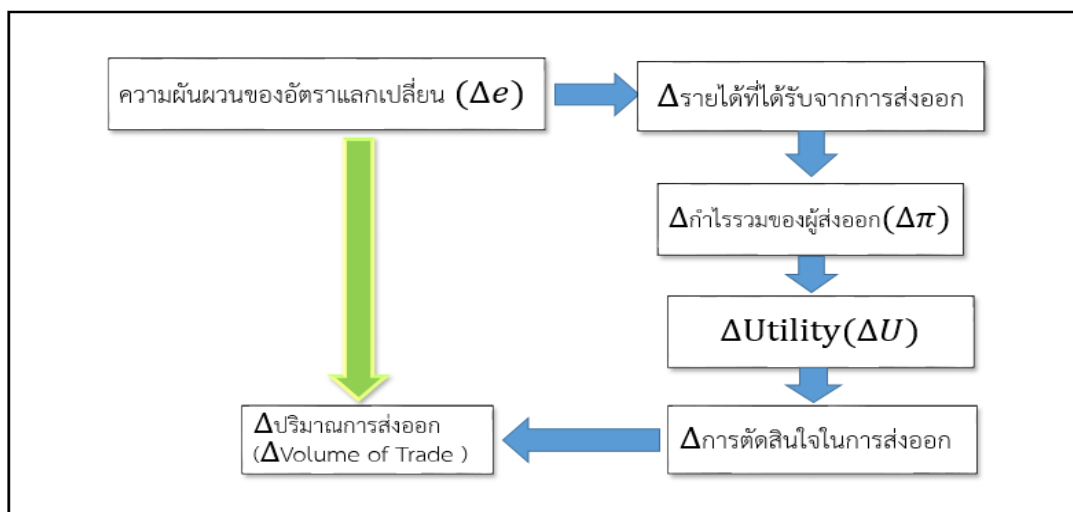 ความผันผวนของอัตราแลกเปลี่ยน (Δe)
Δรายได้ที่ได้รับจากการส่งออก
Δกำไรรวมของผู้ส่งออก(Δπ)
ΔUtility(ΔU)
Δการตัดสินใจในการส่งออก
Δปริมาณการส่งออก
(ΔVolume of Trade )